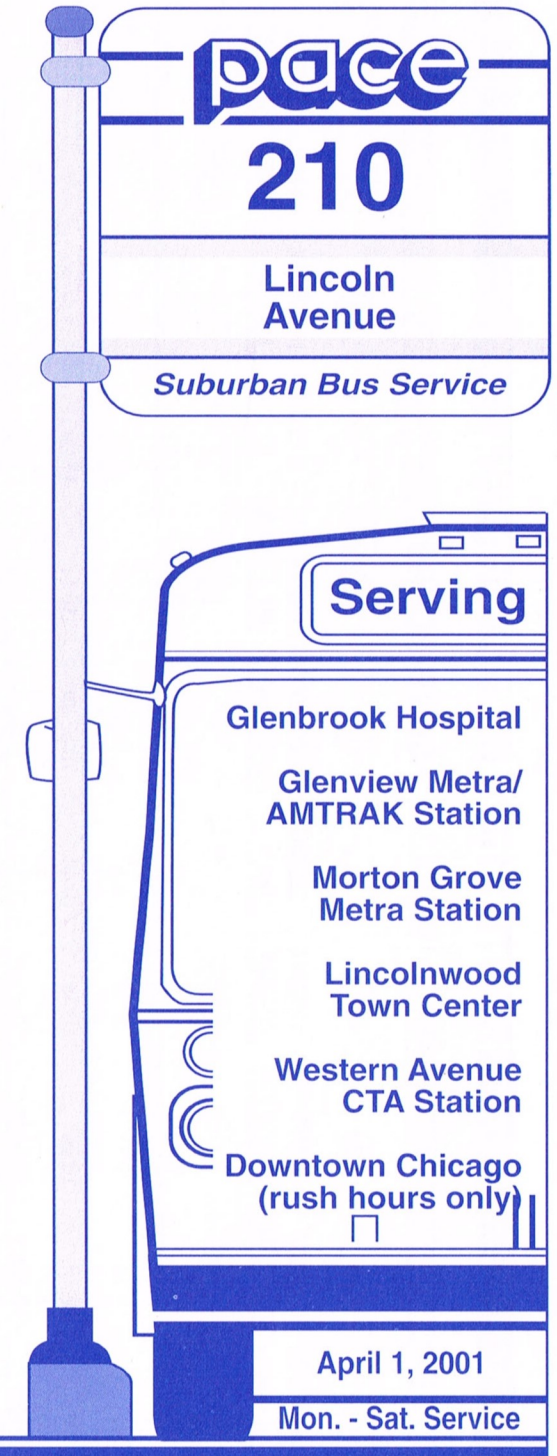 pace
210
Lincoln
Avenue
Suburban Bus Service
Serving
Glenbrook Hospital
Glenview Metra/
AMTRAK Station
Morton Grove
Metra Station
Lincolnwood
Town Center
Western Avenue
CTA Station
Downtown Chicago
(rush hours only)
April 1, 2001
Mon. - Sat. Service